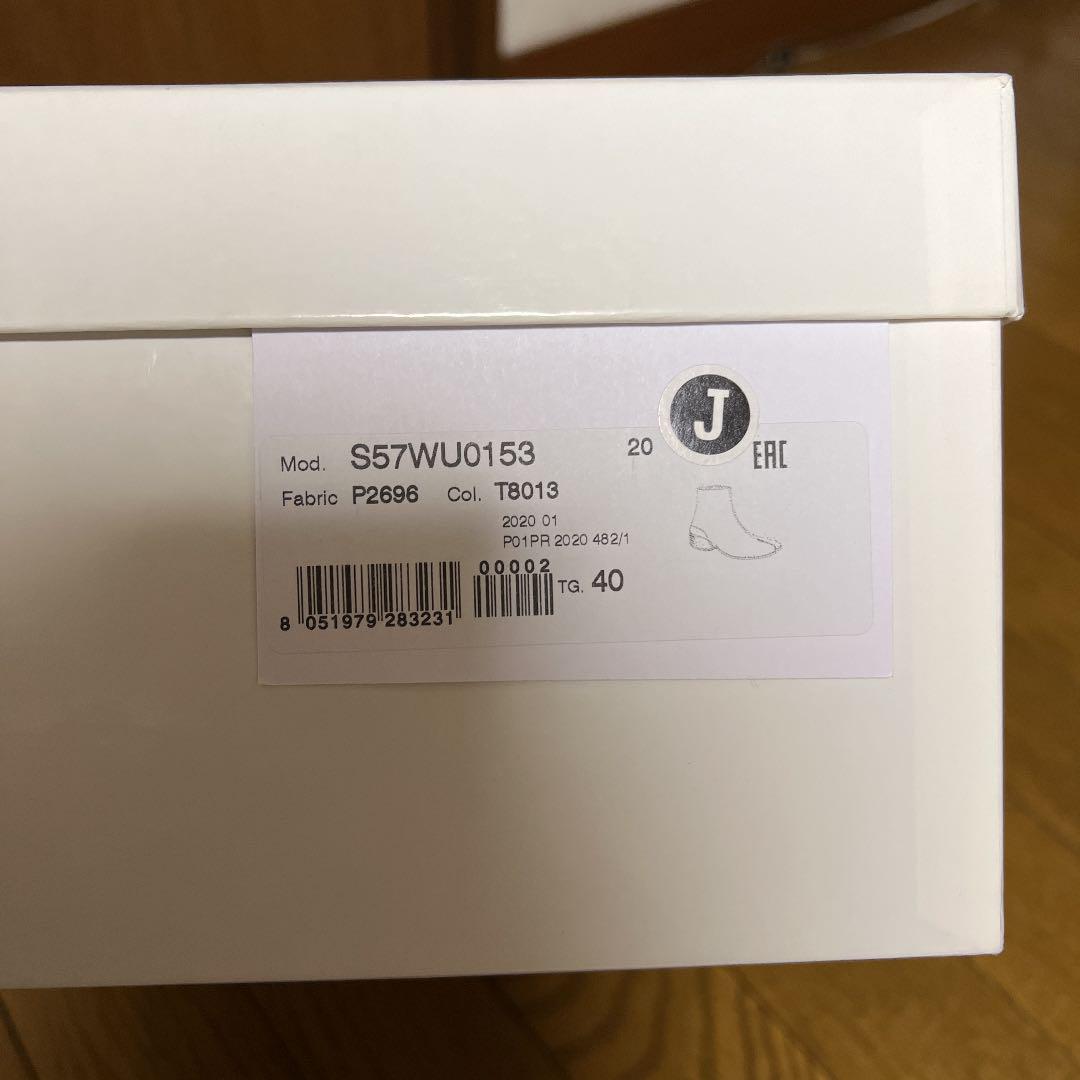 J
Mod. S57WU0153 20 EAC
Fabric P2696 Col. T8013
2020 01
P01PR 2020 482/1
00002
TG. 40
8 051979 283231